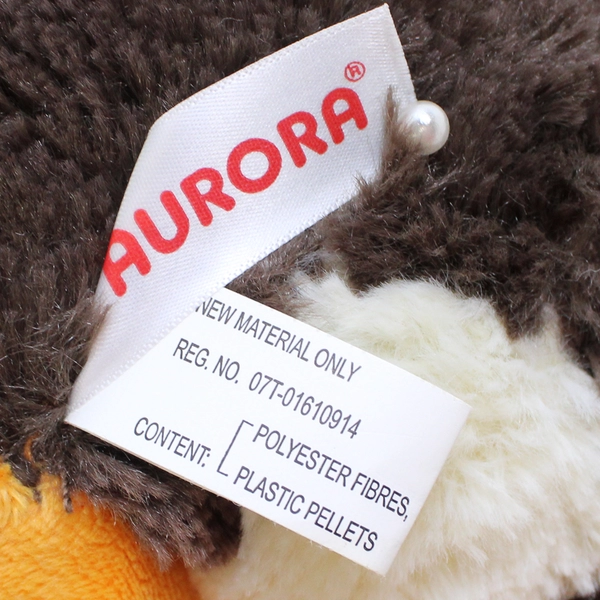 AURORA®
NEW MATERIAL ONLY
REG. NO. 07T-01610914
CONTENT: POLYESTER FIBRES,
PLASTIC PELLETS